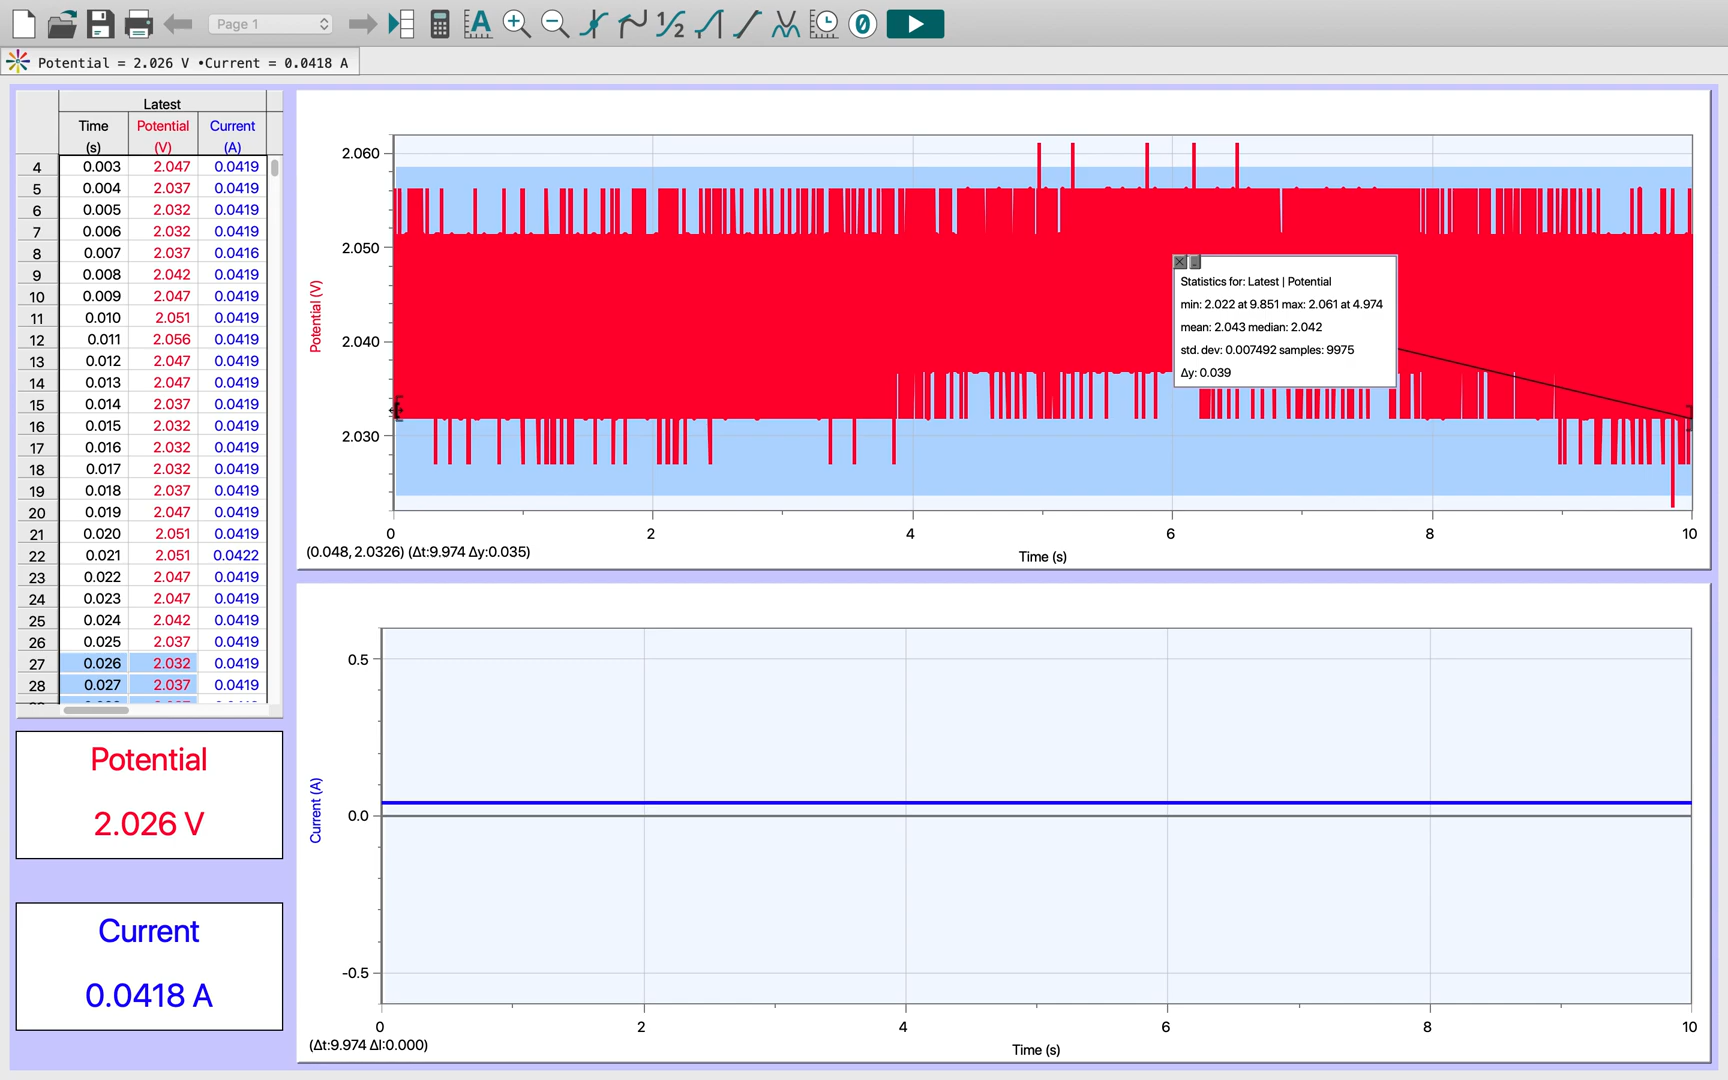 Page 1
A
1/2
0
Potential = 2.026 V •Current = 0.0418 A
Latest
Time Potential Current
(s) (V) (A)
4 0.003 2.047 0.0419
5 0.004 2.037 0.0419
6 0.005 2.032 0.0419
7 0.006 2.032 0.0419
8 0.007 2.037 0.0416
9 0.008 2.042 0.0419
10 0.009 2.047 0.0419
11 0.010 2.051 0.0419
12 0.011 2.056 0.0419
13 0.012 2.047 0.0419
14 0.013 2.047 0.0419
15 0.014 2.037 0.0419
16 0.015 2.032 0.0419
17 0.016 2.032 0.0419
18 0.017 2.032 0.0419
19 0.018 2.037 0.0419
20 0.019 2.047 0.0419
21 0.020 2.051 0.0419
22 0.021 2.051 0.0422
23 0.022 2.047 0.0419
24 0.023 2.047 0.0419
25 0.024 2.042 0.0419
26 0.025 2.037 0.0419
27 0.026 2.032 0.0419
28 0.027 2.037 0.0419
Potential
2.026 V
Current
0.0418 A
Potential (V)
2.060
2.050
2.040
2.030
Statistics for: Latest | Potential
min: 2.022 at 9.851 max: 2.061 at 4.974
mean: 2.043 median: 2.042
std. dev: 0.007492 samples: 9975
Δy: 0.039
0 2 4 6 8 10
(0.048, 2.0326) (Δt:9.974 Δy:0.035)
Time (s)
Current (A)
0.5
0.0
-0.5
0 2 4 6 8 10
(Δt:9.974 ΔI:0.000)
Time (s)